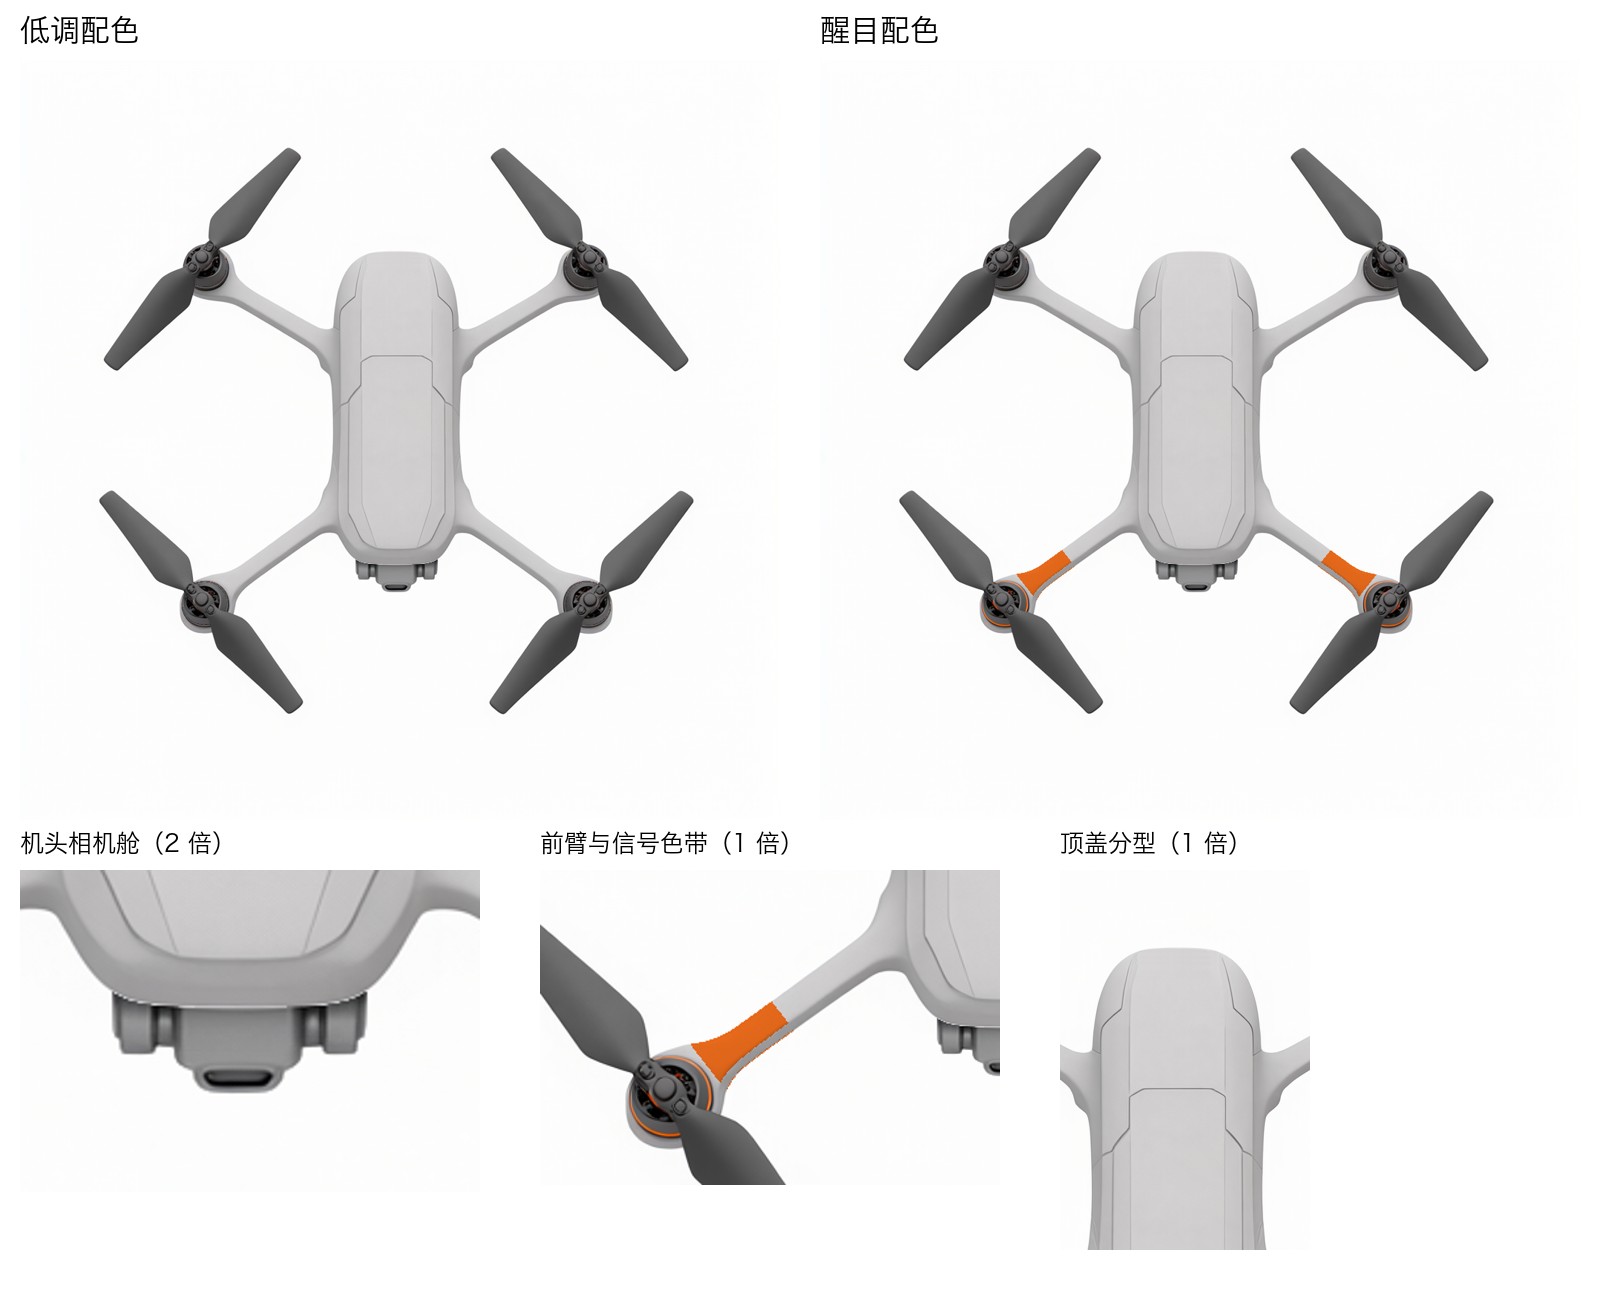 低调配色
醒目配色
机头相机舱（2 倍）
前臂与信号色带（1 倍）
顶盖分型（1 倍）